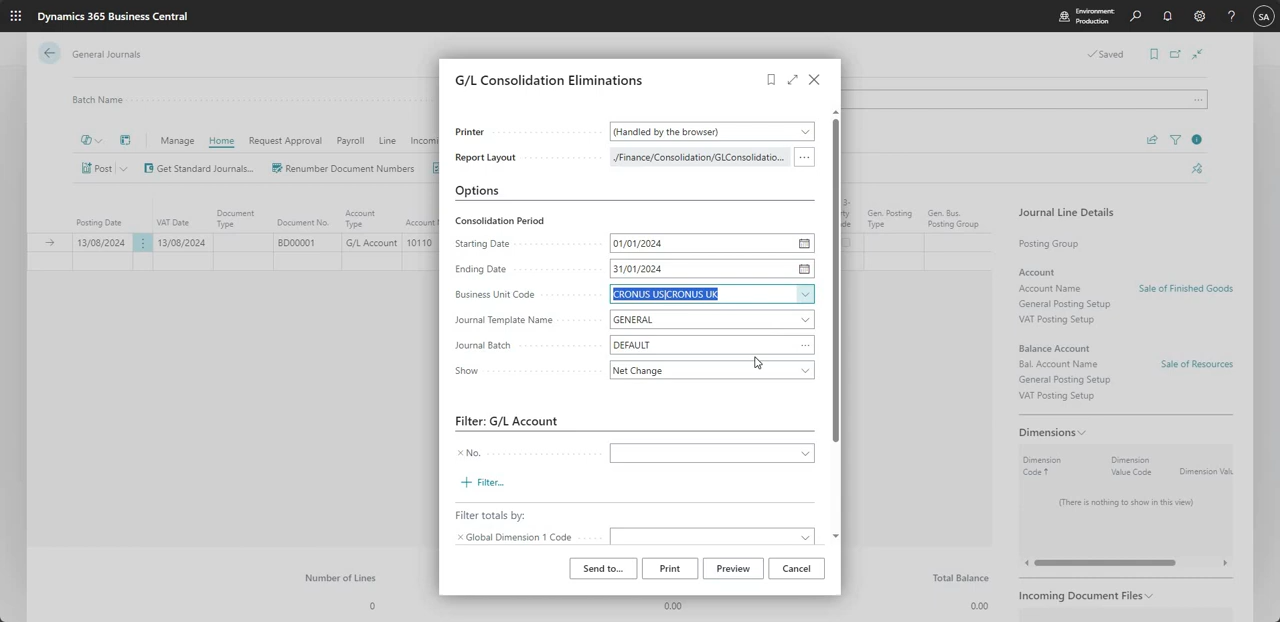 Dynamics 365 Business Central
Environment:
Production
SA
General Journals
Saved
Batch Name
Manage Home Request Approval Payroll Line
Post Get Standard Journals... Renumber Document Numbers
Posting Date VAT Date Document Type Document No. Account Type Gen. Posting Type Gen. Bus. Posting Group
13/08/2024 13/08/2024 BD00001 G/L Account 10110
Number of Lines Total Balance
0 0.00 0.00
G/L Consolidation Eliminations
Printer (Handled by the browser)
Report Layout ./Finance/Consolidation/GLConsolidatio...
Options
Consolidation Period
Starting Date 01/01/2024
Ending Date 31/01/2024
Business Unit Code CRONUS US|CRONUS UK
Journal Template Name GENERAL
Journal Batch DEFAULT
Show Net Change
Filter: G/L Account
No.
Filter...
Filter totals by:
Global Dimension 1 Code
Send to... Print Preview Cancel
Journal Line Details
Posting Group
Account
Account Name Sale of Finished Goods
General Posting Setup
VAT Posting Setup
Balance Account
Bal. Account Name Sale of Resources
General Posting Setup
VAT Posting Setup
Dimensions
Dimension Code Dimension Value Code Dimension Valu
(There is nothing to show in this view)
Incoming Document Files